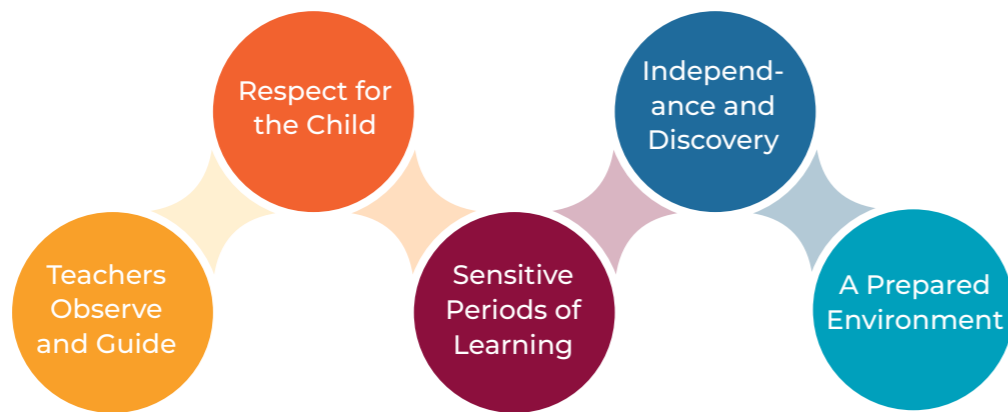 Teachers
Observe
and Guide
Respect for
the Child
Sensitive
Periods of
Learning
Independ-
ance and
Discovery
A Prepared
Environment